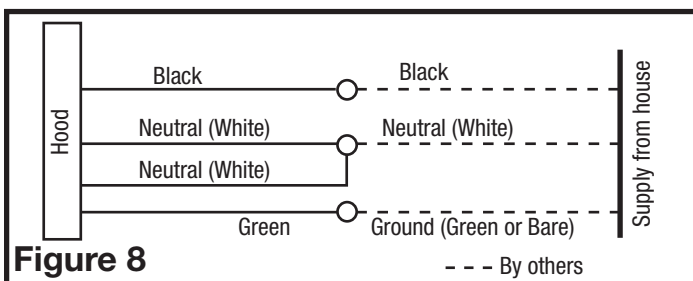 Hood
Black
Black
Neutral (White)
Neutral (White)
Neutral (White)
Green
Ground (Green or Bare)
Supply from house
Figure 8
- - - By others